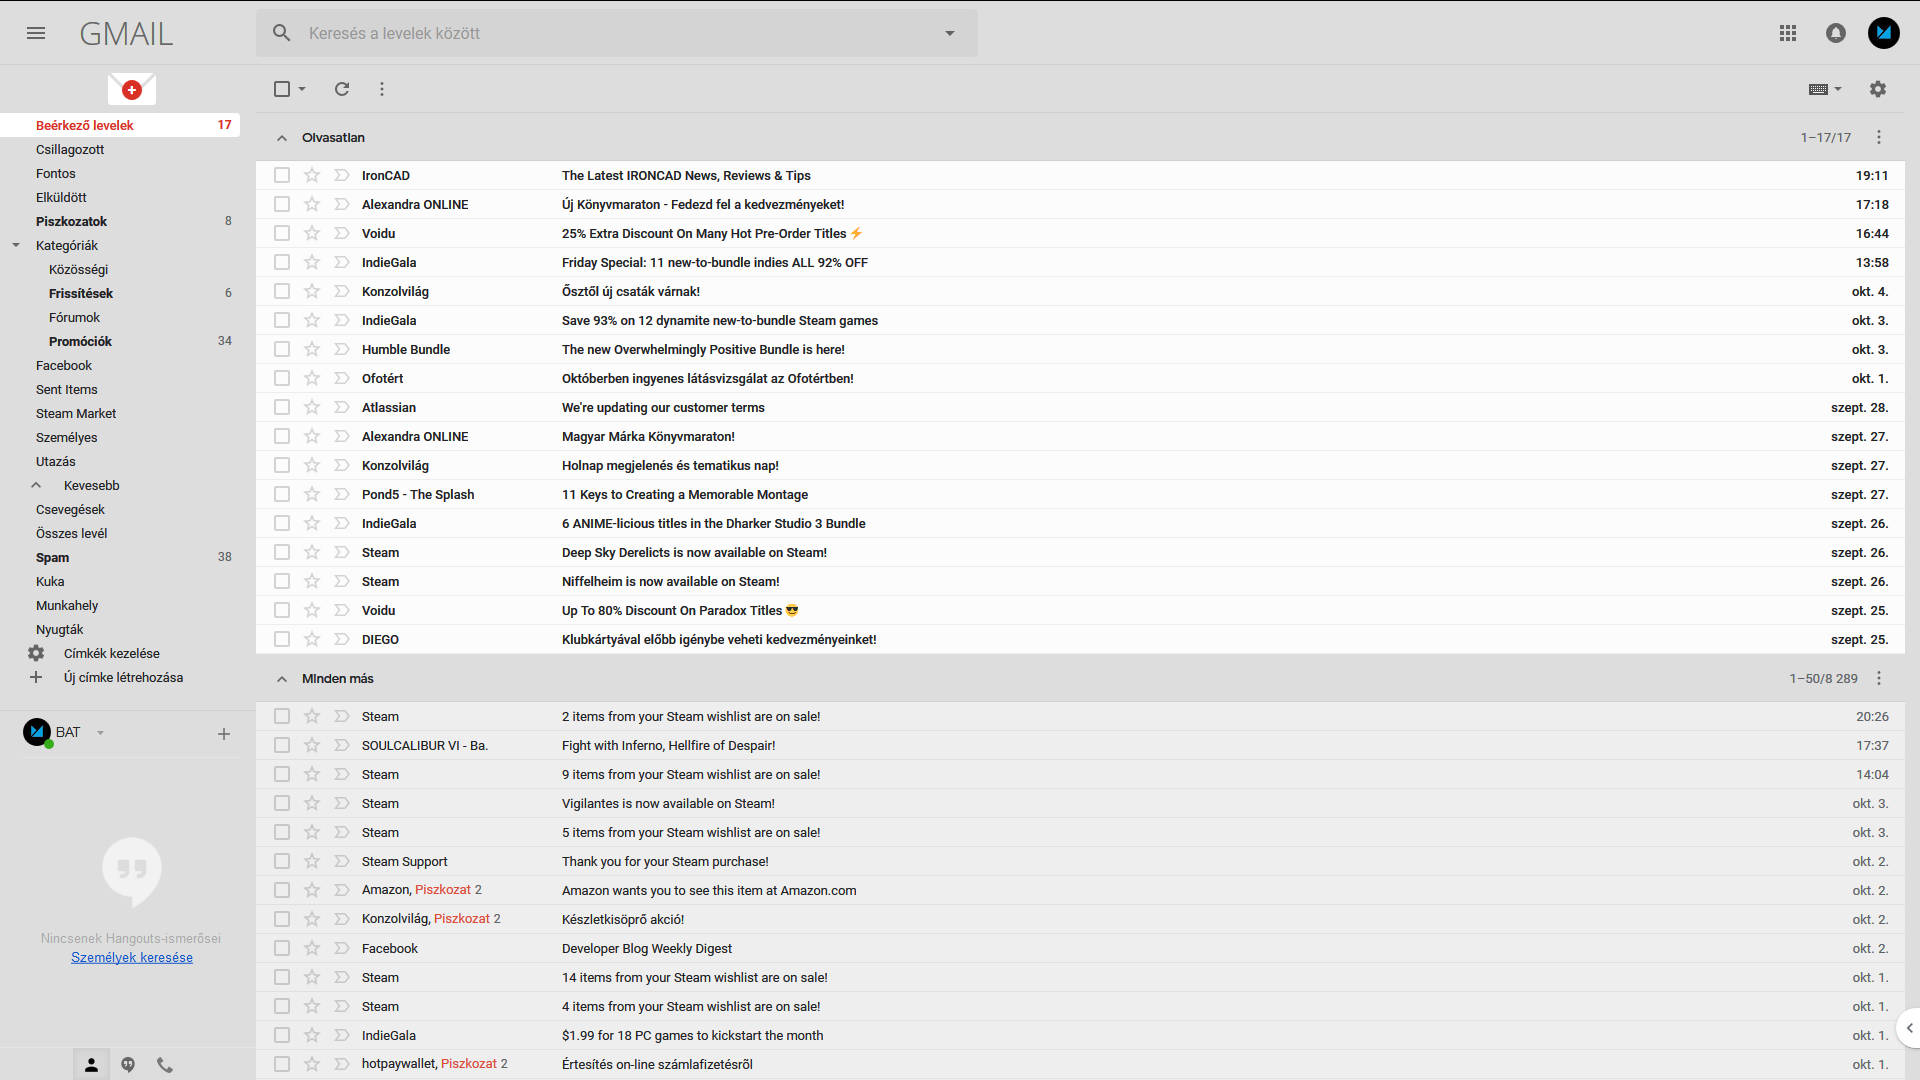 GMAIL
Keresés a levelek között
Beérkező levelek 17
Csillagozott
Fontos
Elküldött
Piszkozatok 8
Kategóriák
Közösségi
Frissítések 6
Fórumok
Promóciók 34
Facebook
Sent Items
Steam Market
Személyes
Utazás
Kevesebb
Csevegések
Összes levél
Spam 38
Kuka
Munkahely
Nyugták
Címkék kezelése
Új címke létrehozása
BAT
Nincsenek Hangouts-ismerősei
Személyek keresése
Olvasatlan 1–17/17
IronCAD The Latest IRONCAD News, Reviews & Tips 19:11
Alexandra ONLINE Új Könyvmaraton - Fedezd fel a kedvezményeket! 17:18
Voidu 25% Extra Discount On Many Hot Pre-Order Titles ⚡ 16:44
IndieGala Friday Special: 11 new-to-bundle indies ALL 92% OFF 13:58
Konzolvilág Ősztől új csaták várnak! okt. 4.
IndieGala Save 93% on 12 dynamite new-to-bundle Steam games okt. 3.
Humble Bundle The new Overwhelmingly Positive Bundle is here! okt. 3.
Ofotért Októberben ingyenes látásvizsgálat az Ofotértben! okt. 1.
Atlassian We're updating our customer terms szept. 28.
Alexandra ONLINE Magyar Márka Könyvmaraton! szept. 27.
Konzolvilág Holnap megjelenés és tematikus nap! szept. 27.
Pond5 - The Splash 11 Keys to Creating a Memorable Montage szept. 27.
IndieGala 6 ANIME-licious titles in the Dharker Studio 3 Bundle szept. 26.
Steam Deep Sky Derelicts is now available on Steam! szept. 26.
Steam Niffelheim is now available on Steam! szept. 26.
Voidu Up To 80% Discount On Paradox Titles 😎 szept. 25.
DIEGO Klubkártyával előbb igénybe veheti kedvezményeinket! szept. 25.
Minden más 1–50/8 289
Steam 2 items from your Steam wishlist are on sale! 20:26
SOULCALIBUR VI - Ba. Fight with Inferno, Hellfire of Despair! 17:37
Steam 9 items from your Steam wishlist are on sale! 14:04
Steam Vigilantes is now available on Steam! okt. 3.
Steam 5 items from your Steam wishlist are on sale! okt. 3.
Steam Support Thank you for your Steam purchase! okt. 2.
Amazon, Piszkozat 2 Amazon wants you to see this item at Amazon.com okt. 2.
Konzolvilág, Piszkozat 2 Készletkisöprő akció! okt. 2.
Facebook Developer Blog Weekly Digest okt. 2.
Steam 14 items from your Steam wishlist are on sale! okt. 1.
Steam 4 items from your Steam wishlist are on sale! okt. 1.
IndieGala $1.99 for 18 PC games to kickstart the month okt. 1.
hotpaywallet, Piszkozat 2 Értesítés on-line számlafizetésről okt. 1.